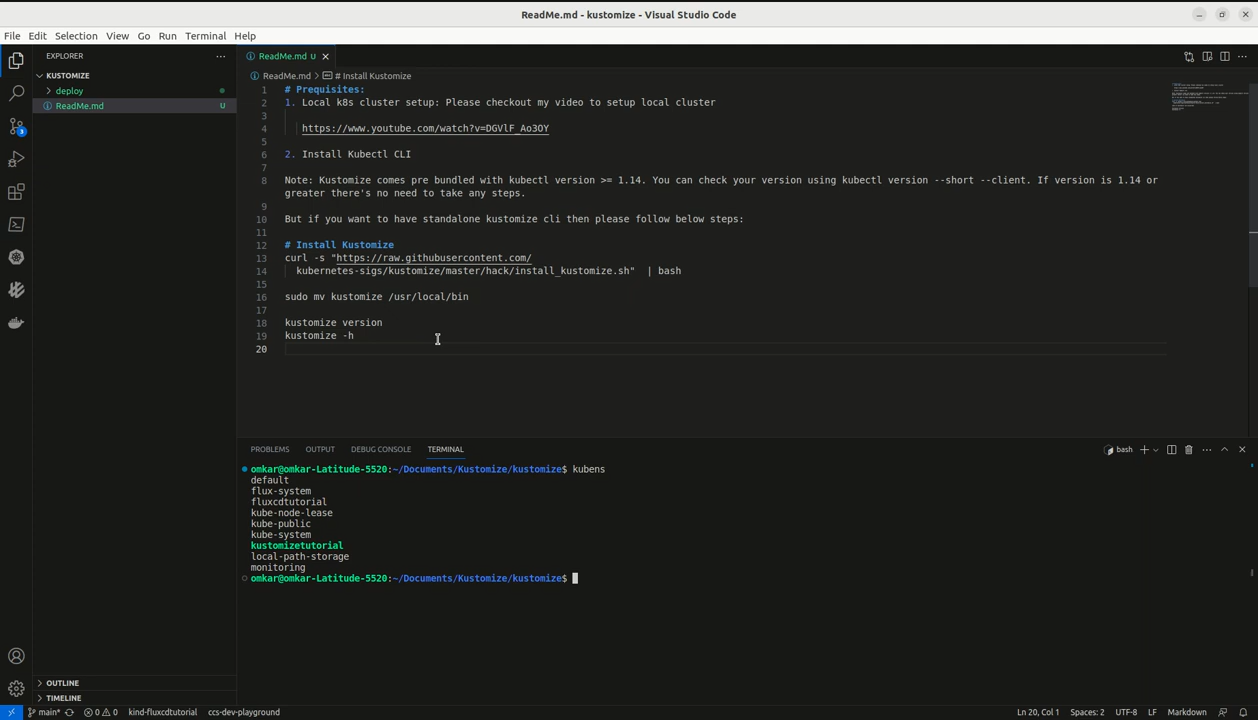 ReadMe.md - kustomize - Visual Studio Code
File Edit Selection View Go Run Terminal Help
EXPLORER
KUSTOMIZE
deploy
ReadMe.md U
3
ReadMe.md U
ReadMe.md > # Install Kustomize
1 # Prequisites:
2 1. Local k8s cluster setup: Please checkout my video to setup local cluster
3
4 https://www.youtube.com/watch?v=DGVlF_Ao3OY
5
6 2. Install Kubectl CLI
7
8 Note: Kustomize comes pre bundled with kubectl version >= 1.14. You can check your version using kubectl version --short --client. If version is 1.14 or
greater there's no need to take any steps.
9
10 But if you want to have standalone kustomize cli then please follow below steps:
11
12 # Install Kustomize
13 curl -s "https://raw.githubusercontent.com/
14 kubernetes-sigs/kustomize/master/hack/install_kustomize.sh" | bash
15
16 sudo mv kustomize /usr/local/bin
17
18 kustomize version
19 kustomize -h
20
PROBLEMS OUTPUT DEBUG CONSOLE TERMINAL
bash
omkar@omkar-Latitude-5520:~/Documents/Kustomize/kustomize$ kubens
default
flux-system
fluxcdtutorial
kube-node-lease
kube-public
kube-system
kustomizetutorial
local-path-storage
monitoring
omkar@omkar-Latitude-5520:~/Documents/Kustomize/kustomize$
OUTLINE
TIMELINE
main* 0 0 kind-fluxcdtutorial ccs-dev-playground Ln 20, Col 1 Spaces: 2 UTF-8 LF Markdown